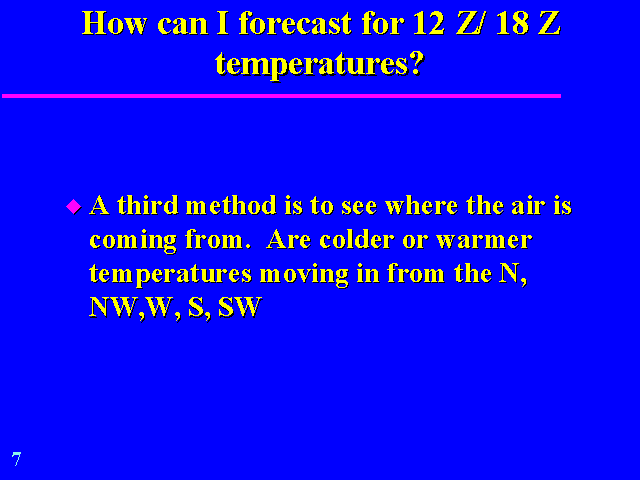 How can I forecast for 12 Z/ 18 Z
temperatures?
A third method is to see where the air is
coming from.  Are colder or warmer
temperatures moving in from the N,
NW,W, S, SW
7